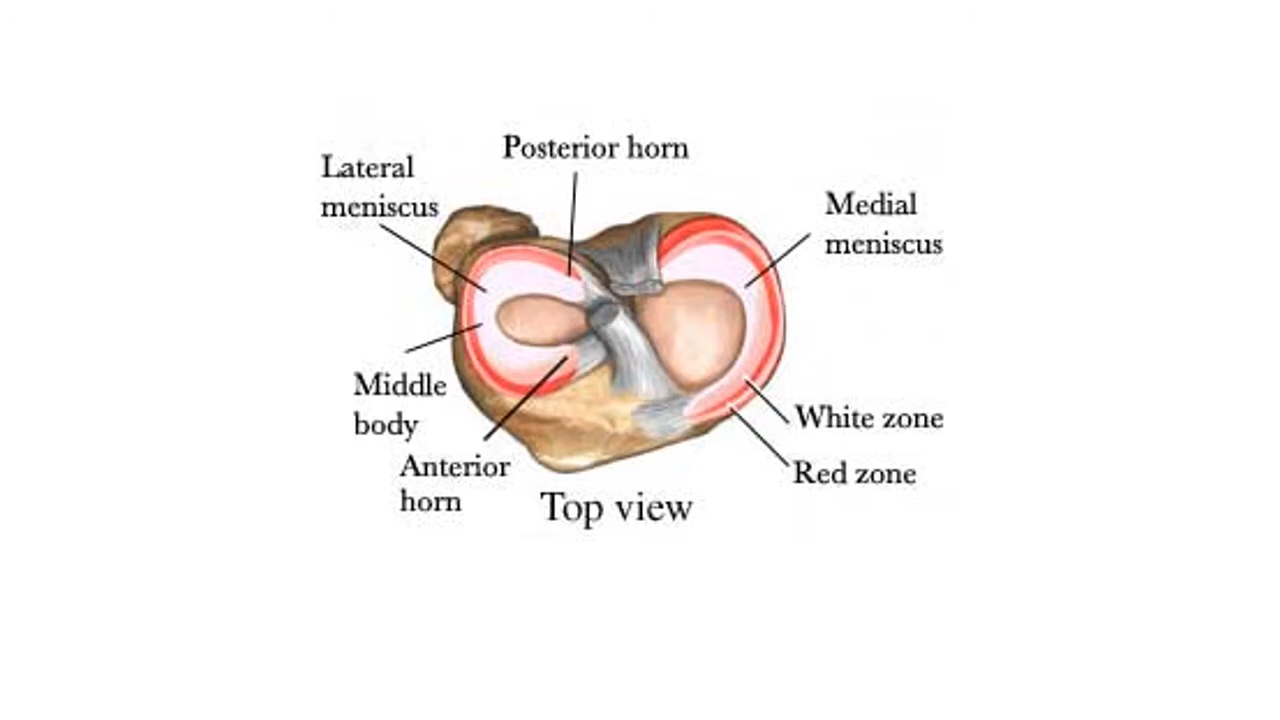 Posterior horn
Lateral
meniscus
Medial
meniscus
Middle
body
White zone
Anterior
horn
Red zone
Top view